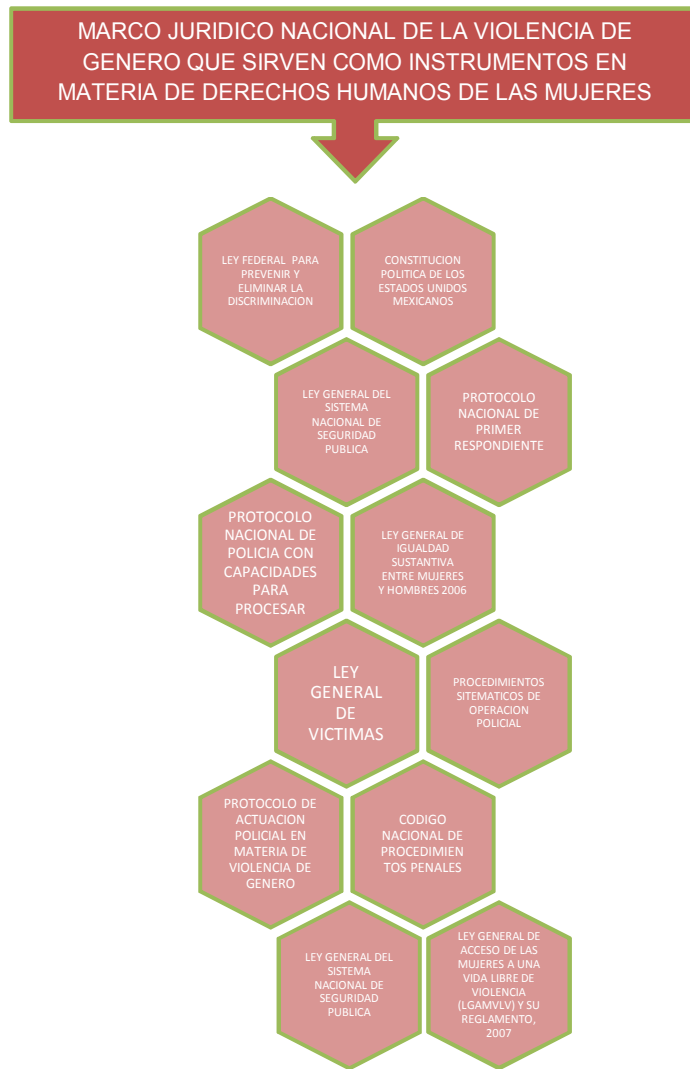 MARCO JURIDICO NACIONAL DE LA VIOLENCIA DE
GENERO QUE SIRVEN COMO INSTRUMENTOS EN
MATERIA DE DERECHOS HUMANOS DE LAS MUJERES
LEY FEDERAL PARA
PREVENIR Y
ELIMINAR LA
DISCRIMINACION
CONSTITUCION
POLITICA DE LOS
ESTADOS UNIDOS
MEXICANOS
LEY GENERAL DEL
SISTEMA
NACIONAL DE
SEGURIDAD
PUBLICA
PROTOCOLO
NACIONAL DE
PRIMER
RESPONDIENTE
PROTOCOLO
NACIONAL DE
POLICIA CON
CAPACIDADES
PARA
PROCESAR
LEY GENERAL DE
IGUALDAD
SUSTANTIVA
ENTRE MUJERES
Y HOMBRES 2006
LEY
GENERAL
DE
VICTIMAS
PROCEDIMIENTOS
SITEMATICOS DE
OPERACION
POLICIAL
PROTOCOLO DE
ACTUACION
POLICIAL EN
MATERIA DE
VIOLENCIA DE
GENERO
CODIGO
NACIONAL DE
PROCEDIMIEN
TOS PENALES
LEY GENERAL DEL
SISTEMA
NACIONAL DE
SEGURIDAD
PUBLICA
LEY GENERAL DE
ACCESO DE LAS
MUJERES A UNA
VIDA LIBRE DE
VIOLENCIA
(LGAMVLV) Y SU
REGLAMENTO,
2007